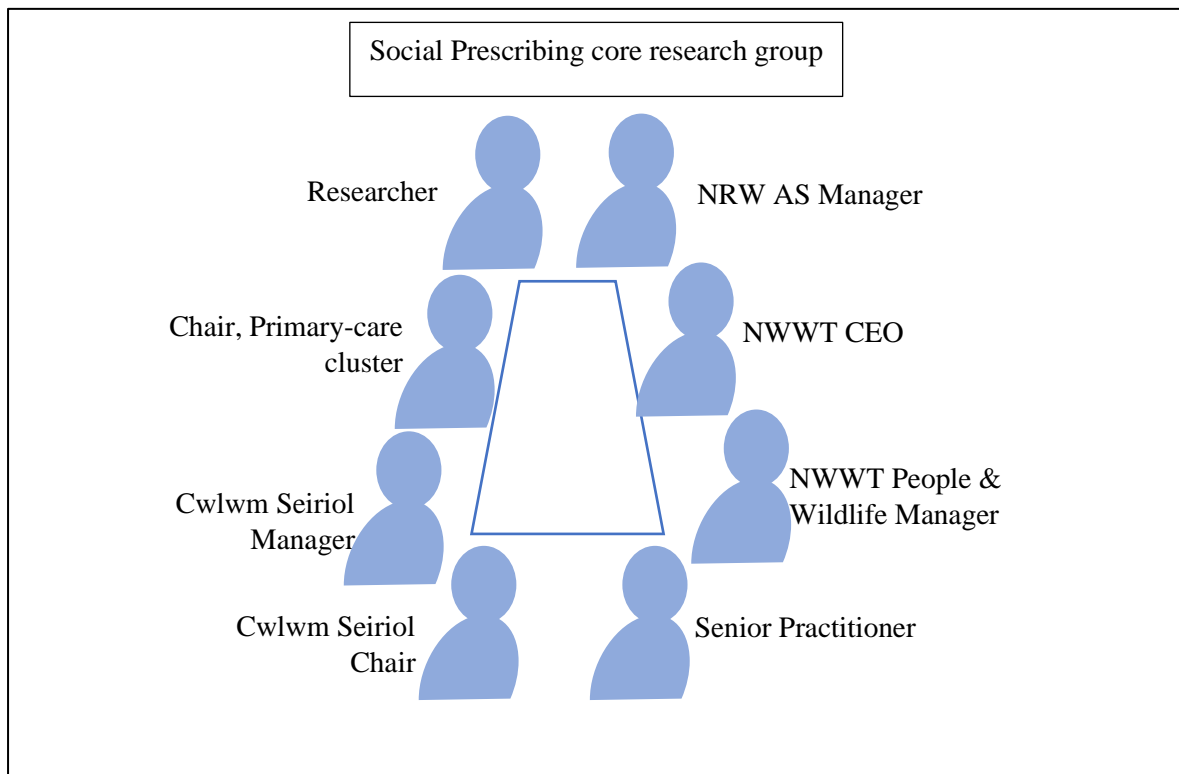 Social Prescribing core research group
Researcher
NRW AS Manager
Chair, Primary-care
cluster
NWWT CEO
Cwlwm Seiriol
Manager
NWWT People &
Wildlife Manager
Cwlwm Seiriol
Chair
Senior Practitioner